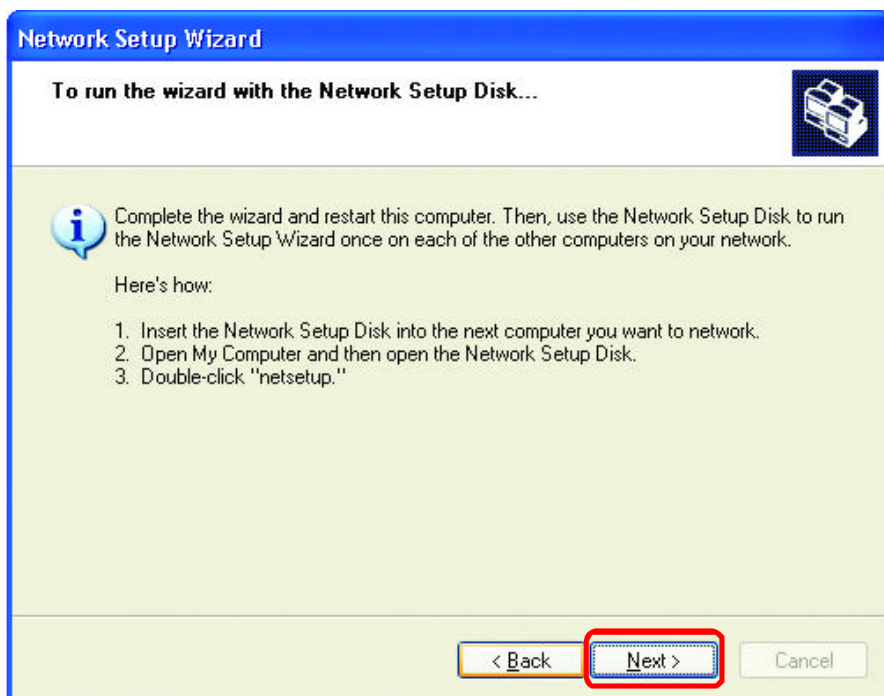 Network Setup Wizard
To run the wizard with the Network Setup Disk...
Complete the wizard and restart this computer. Then, use the Network Setup Disk to run
the Network Setup Wizard once on each of the other computers on your network.
Here's how:
1. Insert the Network Setup Disk into the next computer you want to network.
2. Open My Computer and then open the Network Setup Disk.
3. Double-click "netsetup."
< Back
Next >
Cancel